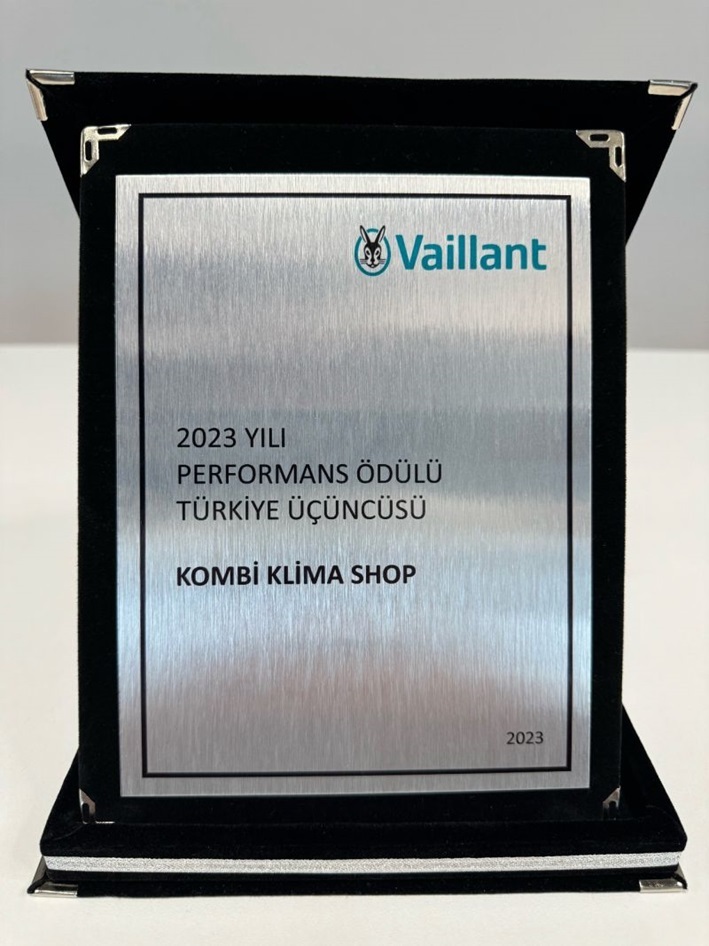 Vaillant
2023 YILI
PERFORMANS ÖDÜLÜ
TÜRKİYE ÜÇÜNCÜSÜ
KOMBİ KLİMA SHOP
2023